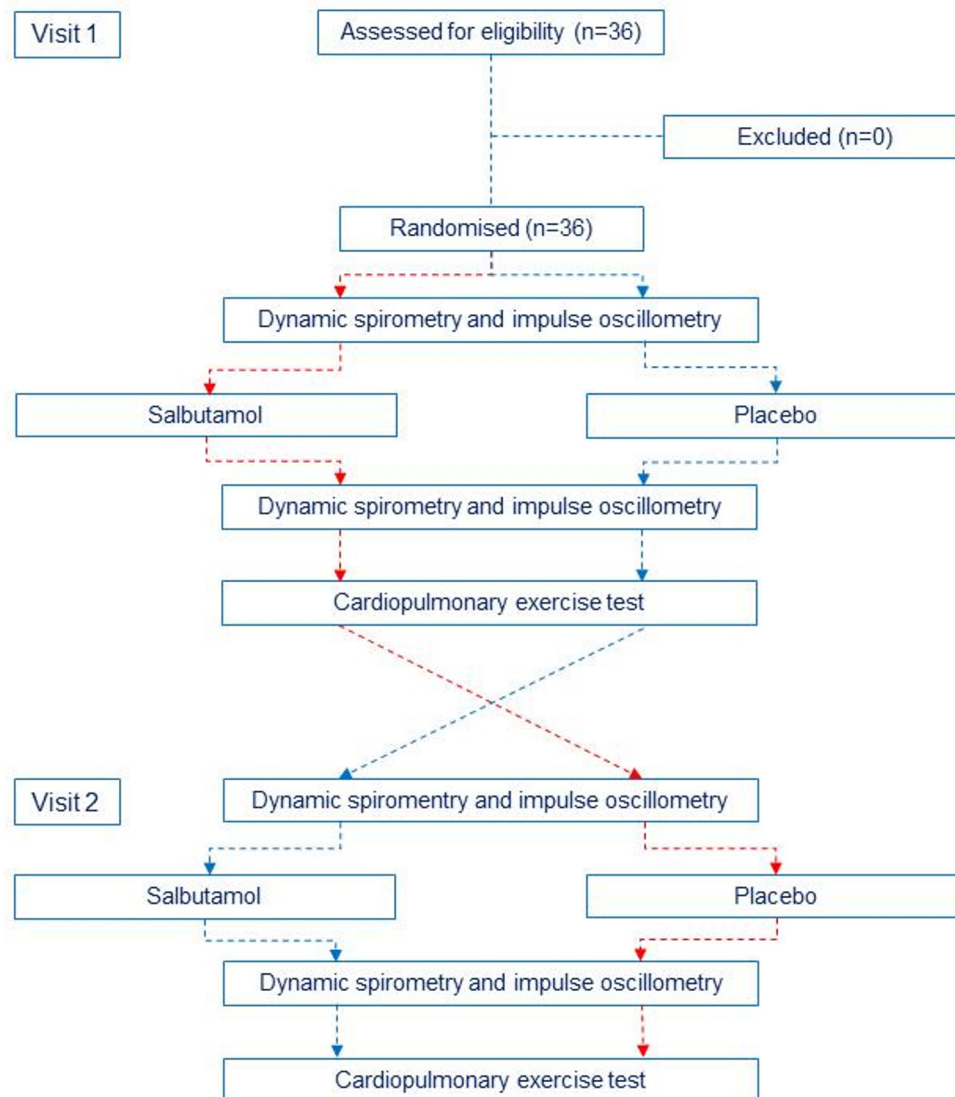 Visit 1
Assessed for eligibility (n=36)
Excluded (n=0)
Randomised (n=36)
Dynamic spirometry and impulse oscillometry
Salbutamol
Placebo
Dynamic spirometry and impulse oscillometry
Cardiopulmonary exercise test
Visit 2
Dynamic spiromentry and impulse oscillometry
Salbutamol
Placebo
Dynamic spirometry and impulse oscillometry
Cardiopulmonary exercise test